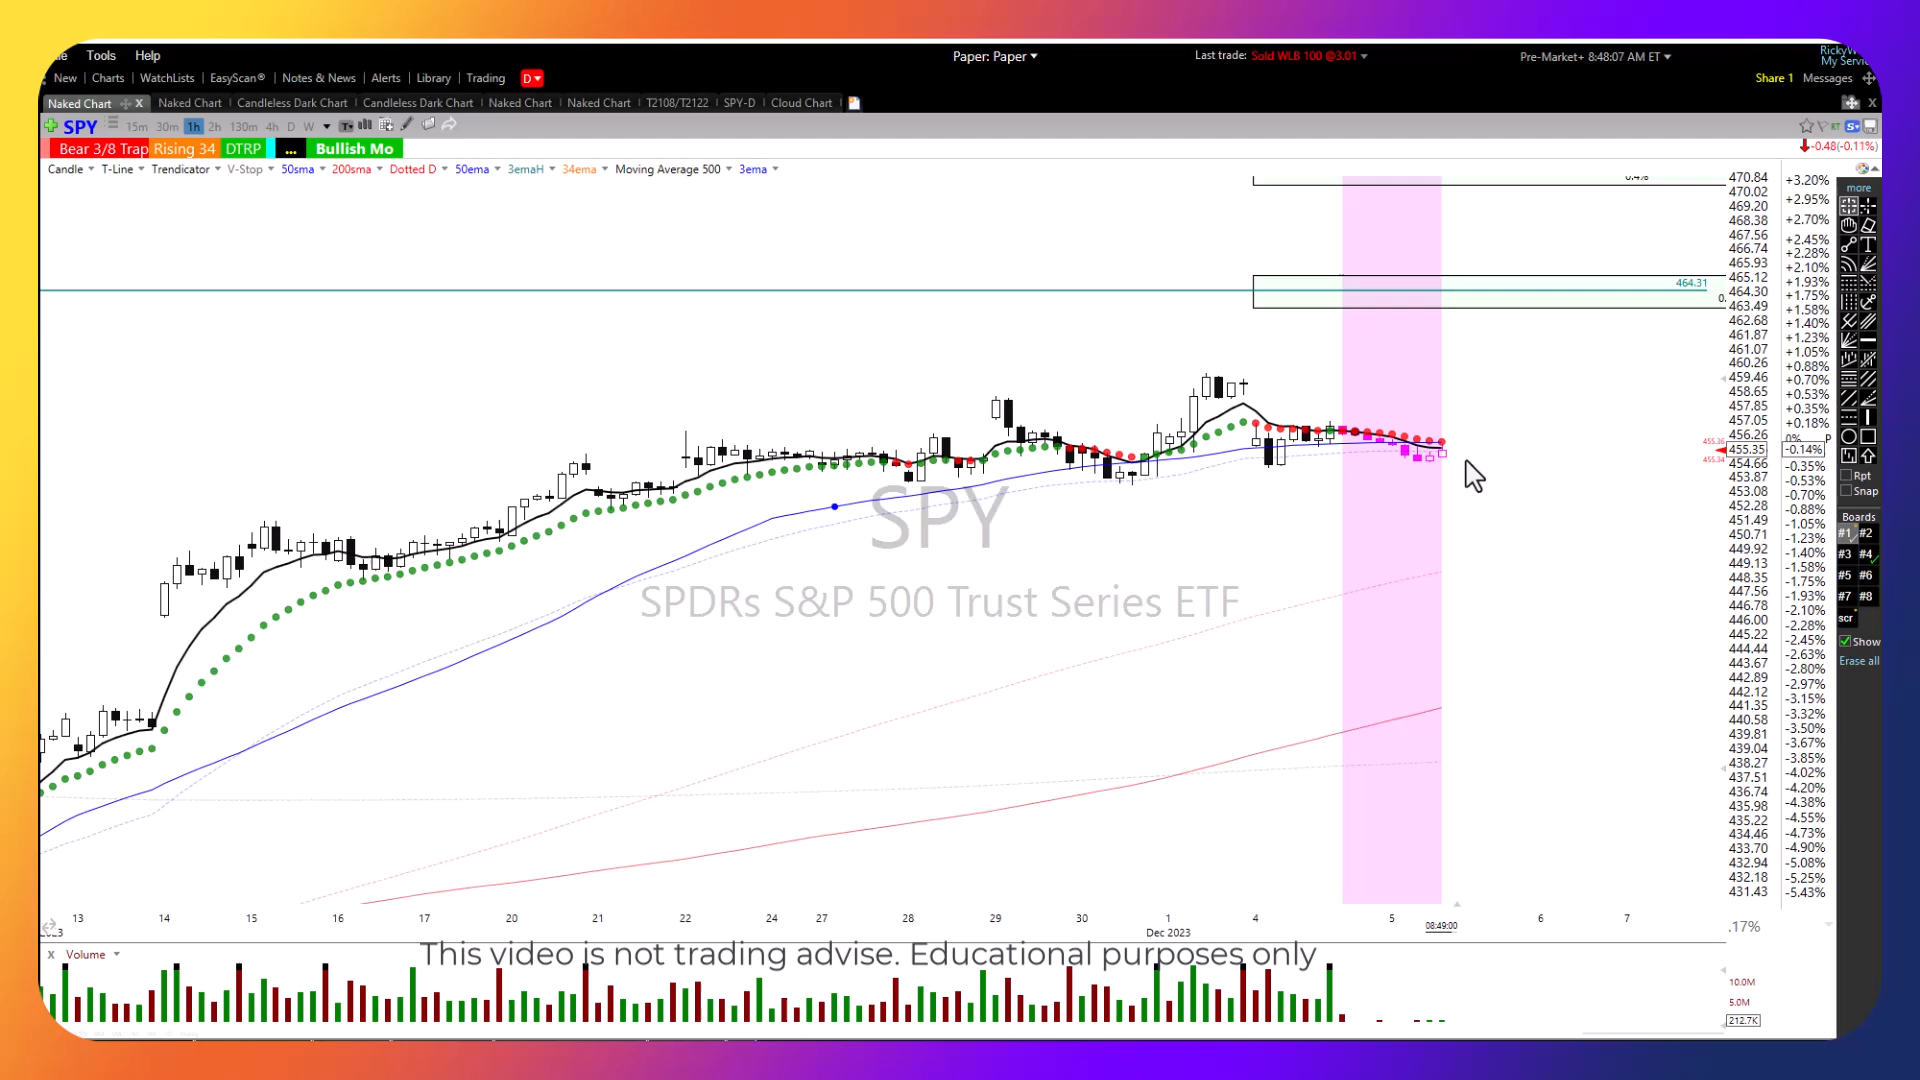 Tools Help
Paper: Paper
Last trade: Sold WLB 100 @3.01
Pre-Market+ 8:48:07 AM ET
New | Charts | WatchLists | EasyScan® | Notes & News | Alerts | Library | Trading D
Share 1 Messages
Naked Chart X Naked Chart | Candleless Dark Chart | Candleless Dark Chart | Naked Chart | Naked Chart | T2108/T2122 | SPY-D | Cloud Chart
SPY 15m 30m 1h 2h 130m 4h D W
Bear 3/8 Trap Rising 34 DTRP ... Bullish Mo
-0.48(-0.11%)
Candle T-Line Trendicator V-Stop 50sma 200sma Dotted D 50ema 3emaH 34ema Moving Average 500 3ema
more
470.84 +3.20%
470.02
469.20 +2.95%
468.38 +2.70%
467.56
466.74 +2.45%
465.93 +2.28%
465.12 +2.10%
464.31
464.30 +1.93%
463.49 +1.75%
462.68 +1.58%
461.87 +1.40%
461.07 +1.23%
460.26 +1.05%
459.46 +0.88%
458.65 +0.70%
457.85 +0.53%
457.05 +0.35%
456.26 +0.18%
0% P
455.35 -0.14%
454.66 -0.35%
453.87 -0.53%
453.08 -0.70%
452.28 -0.88%
451.49 -1.05%
450.71 -1.23%
449.92 -1.40%
449.13 -1.58%
448.35 -1.75%
447.56 -1.93%
446.78 -2.10%
446.00 -2.28%
445.22 -2.45%
444.44 -2.63%
443.67 -2.80%
442.89 -2.97%
442.12 -3.15%
441.35 -3.32%
440.58 -3.50%
439.81 -3.67%
439.04 -3.85%
438.27 -4.02%
437.51 -4.20%
436.74 -4.38%
435.98 -4.55%
435.22 -4.73%
434.46 -4.90%
433.70 -5.08%
432.94 -5.25%
432.18 -5.43%
431.43
Rpt
Snap
Boards
#1 #2
#3 #4
#5 #6
#7 #8
scr
Show
Erase all
SPY
SPDRs S&P 500 Trust Series ETF
13 14 15 16 17 20 21 22 24 27 28 29 30 1 4 5 6 7
Dec 2023
08:49:00
.17%
This video is not trading advise. Educational purposes only
X Volume
10.0M
5.0M
212.7K